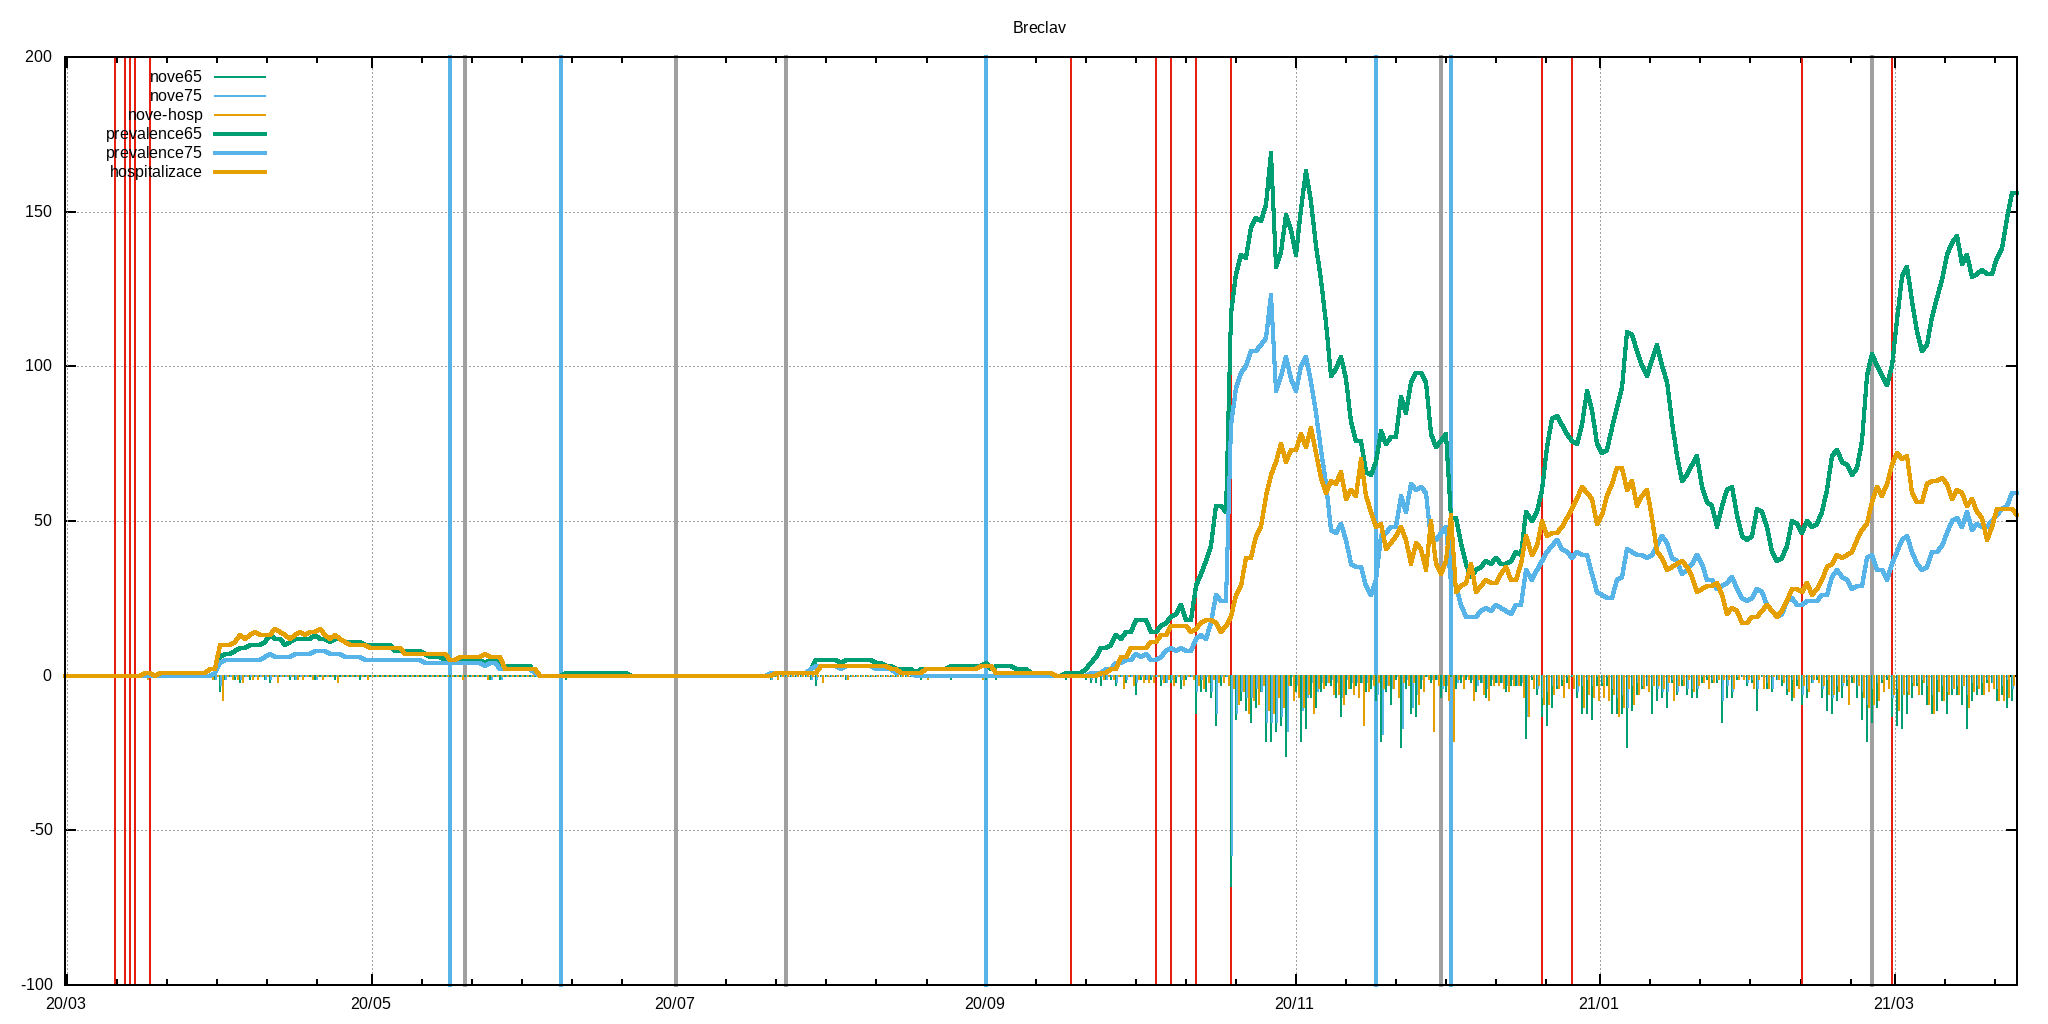 Breclav
200
150
100
50
0
-50
-100
nove65
nove75
nove-hosp
prevalence65
prevalence75
hospitalizace
20/03 20/05 20/07 20/09 20/11 21/01 21/03